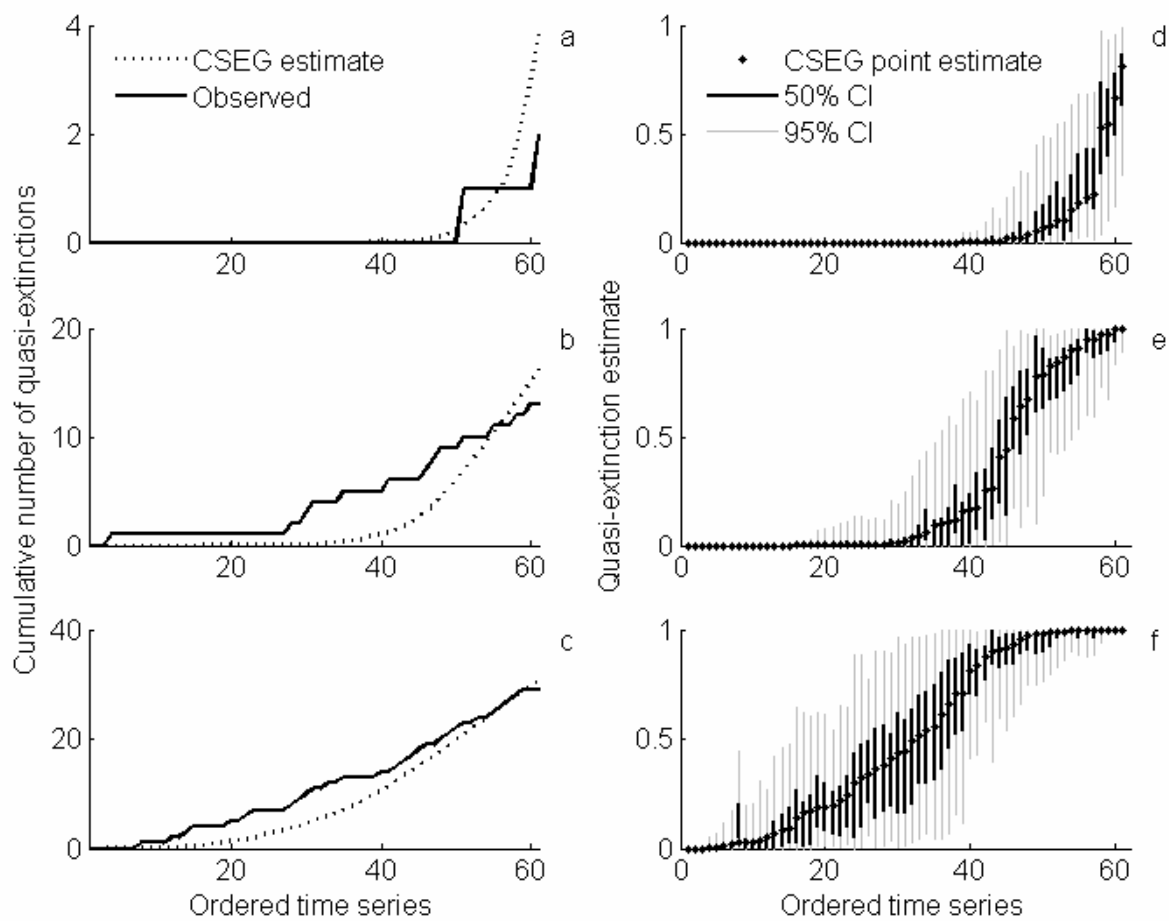 Cumulative number of quasi-extinctions
4
2
0
20 40 60
CSEG estimate
Observed
a
20
10
0
20 40 60
b
40
20
0
20 40 60
c
Ordered time series
Quasi-extinction estimate
1
0.5
0
0 20 40 60
CSEG point estimate
50% CI
95% CI
d
1
0.5
0
0 20 40 60
e
1
0.5
0
0 20 40 60
f
Ordered time series